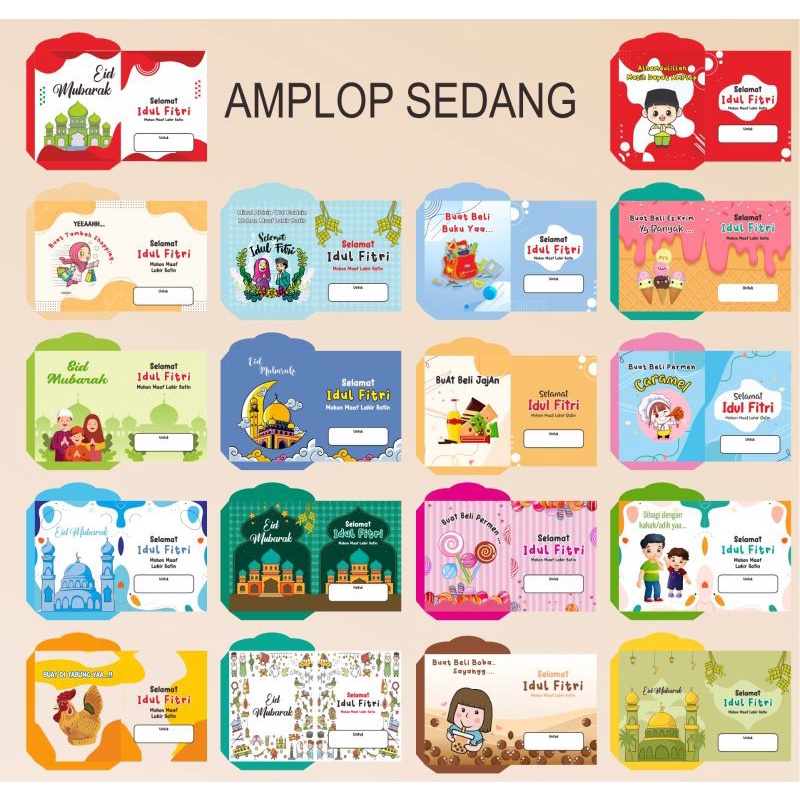 AMPLOP SEDANG
Eid
Mubarak
Selamat
Idul Fitri
Mohon Maaf Lahir Batin
Untuk
Alhamdulillah
Masih Dapat Amplop
Selamat
Idul Fitri
Mohon Maaf Lahir Batin
Untuk
YEEAAHH...
Buat Tambah Shopping
Selamat
Idul Fitri
Mohon Maaf
Lahir Batin
Untuk
Minal Aidzin Wal Faidzin
Mohon Maaf Lahir Batin
Selamat
Idul Fitri
Selamat
Idul Fitri
Mohon Maaf Lahir Batin
Untuk
Buat Beli
Buku Yaa...
Selamat
Idul Fitri
Mohon Maaf Lahir Batin
Untuk
Buat Beli Es Krim
Yg Banyak....
Selamat
Idul Fitri
Mohon Maaf Lahir Batin
Untuk
Eid
Mubarak
Selamat
Idul Fitri
Mohon Maaf Lahir Batin
Untuk
Eid
Mubarak
Selamat
Idul Fitri
Mohon Maaf Lahir Batin
Untuk
BuAt Beli JajAn
Selamat
Idul Fitri
Mohon Maaf Lahir Batin
Untuk
Buat Beli Permen
Caramel
Selamat
Idul Fitri
Mohon Maaf Lahir Batin
Untuk
Eid Mubarak
Selamat
Idul Fitri
Mohon Maaf
Lahir Batin
Untuk
Eid
Mubarak
Selamat
Idul Fitri
Mohon Maaf
Lahir Batin
Untuk
Buat Beli Permen ...
Selamat
Idul Fitri
Mohon Maaf
Lahir Batin
Untuk
Dibagi dengan
kakak/adik yaa...
Selamat
Idul Fitri
Mohon Maaf
Lahir Batin
Untuk
BUAT DI TABUNG YAA...!!
Selamat
Idul Fitri
Mohon Maaf
Lahir Batin
Untuk
Eid
Mubarak
Selamat
Idul Fitri
Mohon Maaf Lahir Batin
Untuk
Buat Beli Boba..
Sayangg....
Selamat
Idul Fitri
Mohon Maaf Lahir Batin
Untuk
Eid Mubarak
Selamat
Idul Fitri
Mohon Maaf Lahir Batin
Untuk